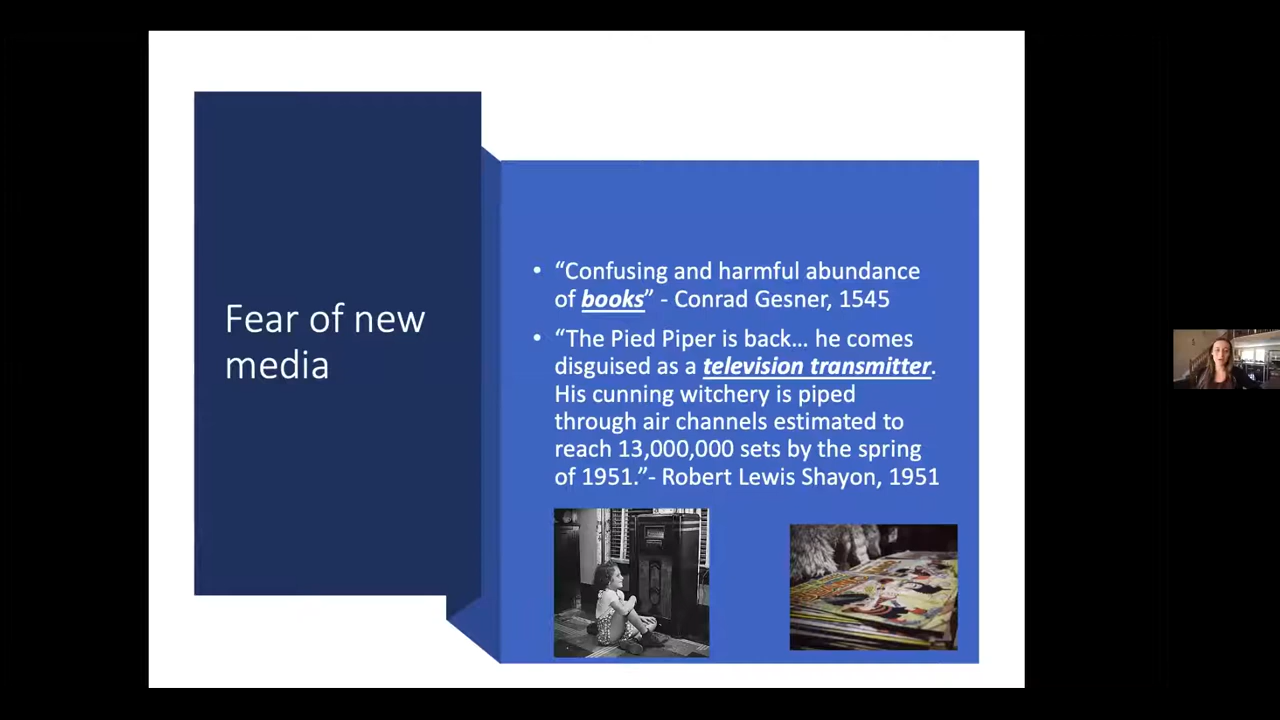 Fear of new
media
• “Confusing and harmful abundance
of books” - Conrad Gesner, 1545
• “The Pied Piper is back… he comes
disguised as a television transmitter.
His cunning witchery is piped
through air channels estimated to
reach 13,000,000 sets by the spring
of 1951.”- Robert Lewis Shayon, 1951